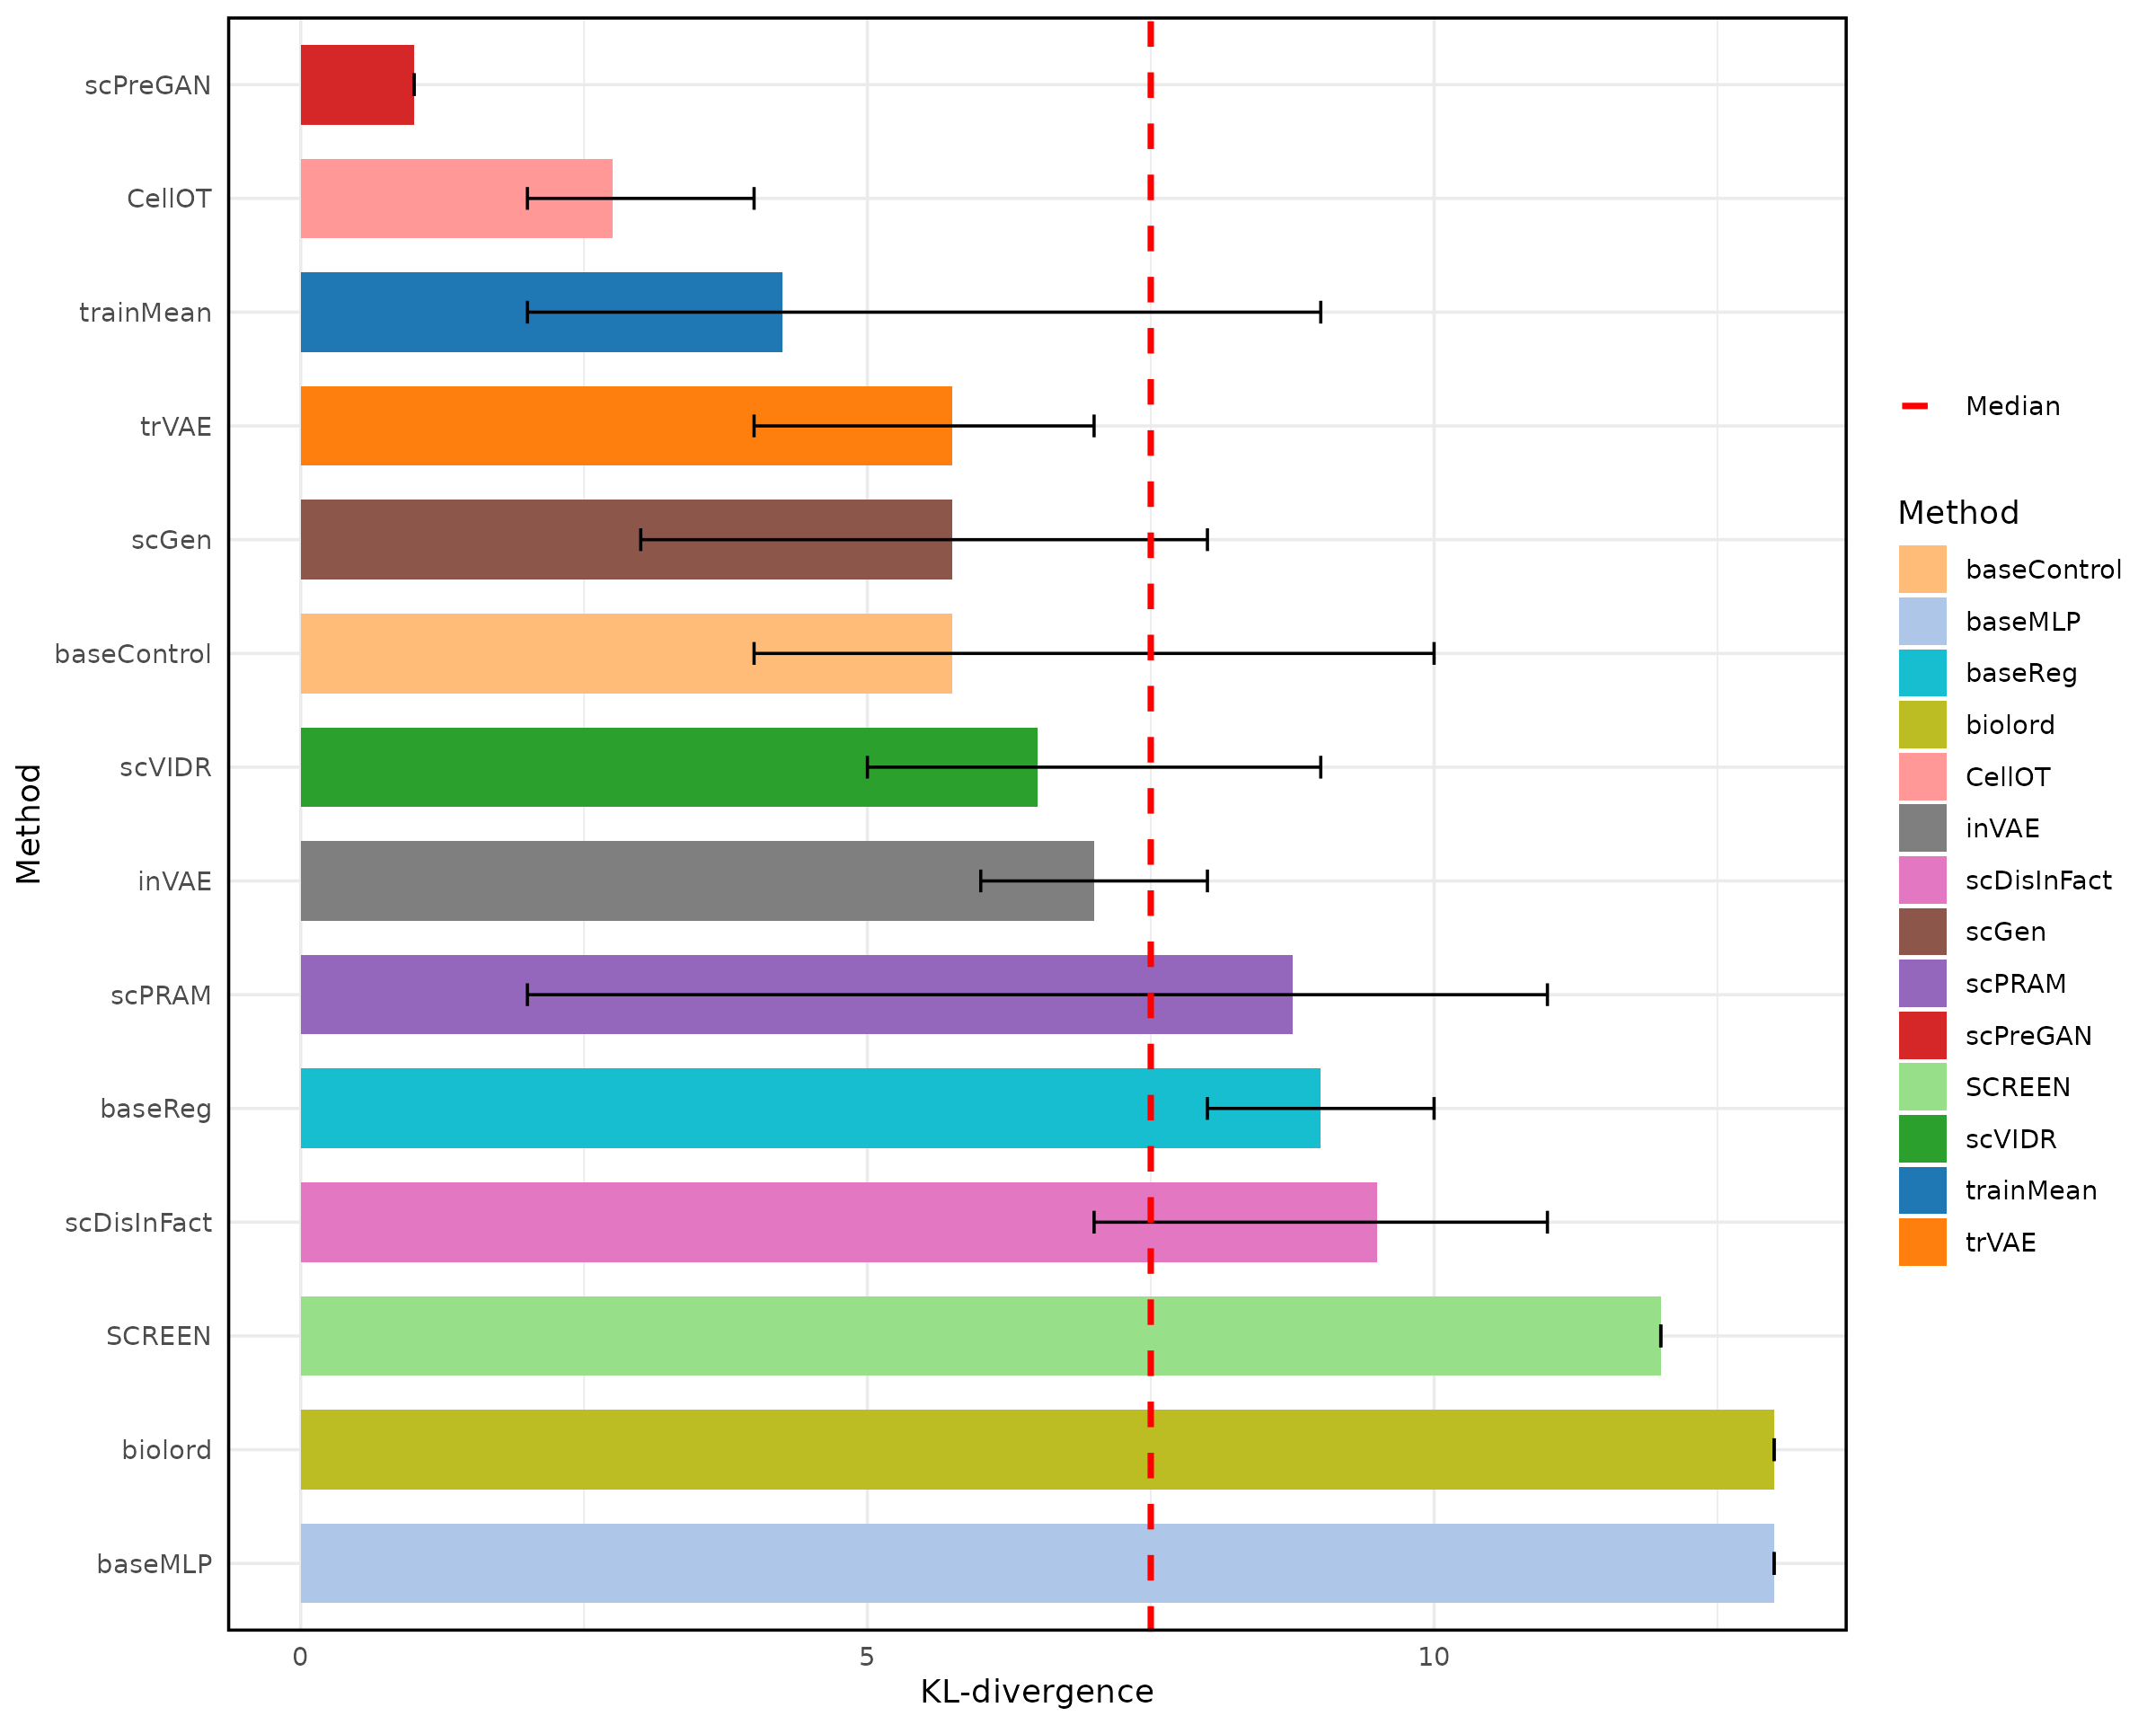 scPreGAN
CellOT
trainMean
trVAE
scGen
baseControl
scVIDR
inVAE
scPRAM
baseReg
scDisInFact
SCREEN
biolord
baseMLP
Method
0 5 10
KL-divergence
Median
Method
baseControl
baseMLP
baseReg
biolord
CellOT
inVAE
scDisInFact
scGen
scPRAM
scPreGAN
SCREEN
scVIDR
trainMean
trVAE